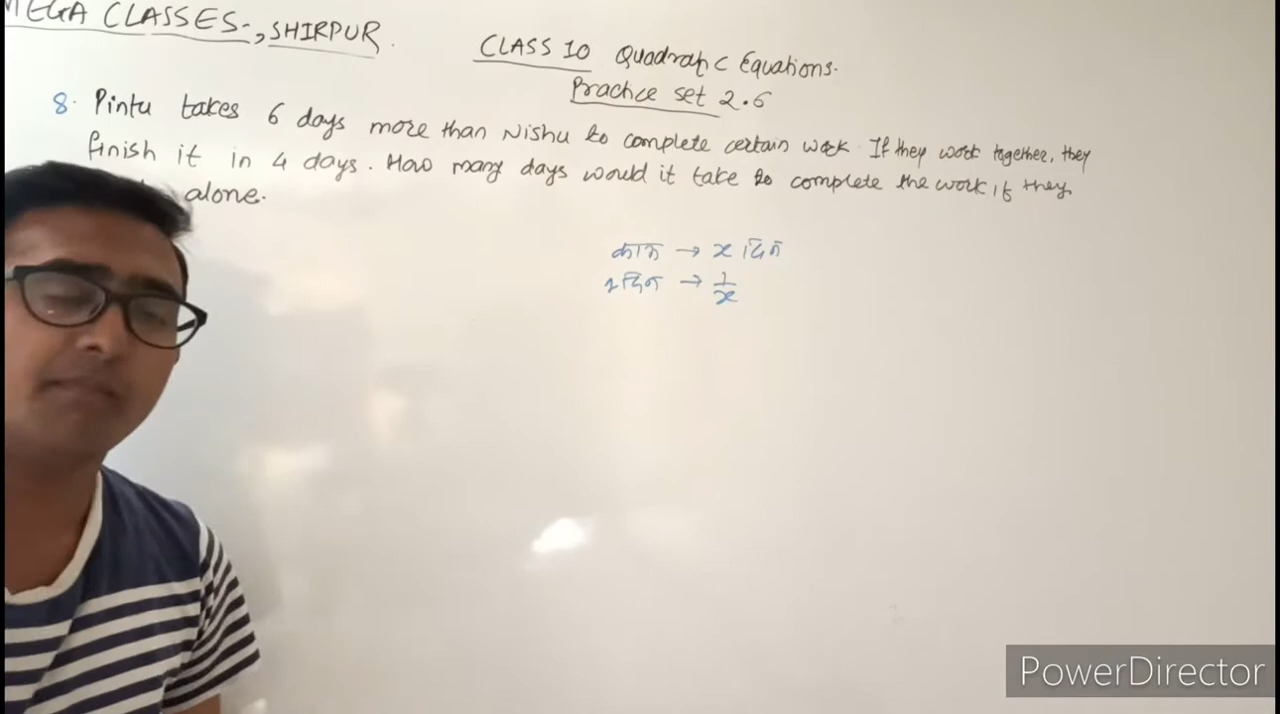 MEGA CLASSES-, SHIRPUR.
CLASS 10 Quadratic Equations.
Practice set 2.6
8. Pintu takes 6 days more than Nishu to complete certain work. If they work together, they
finish it in 4 days. How many days would it take to complete the work if they
alone.
काम → x दिन
1 दिन → 1/x
PowerDirector